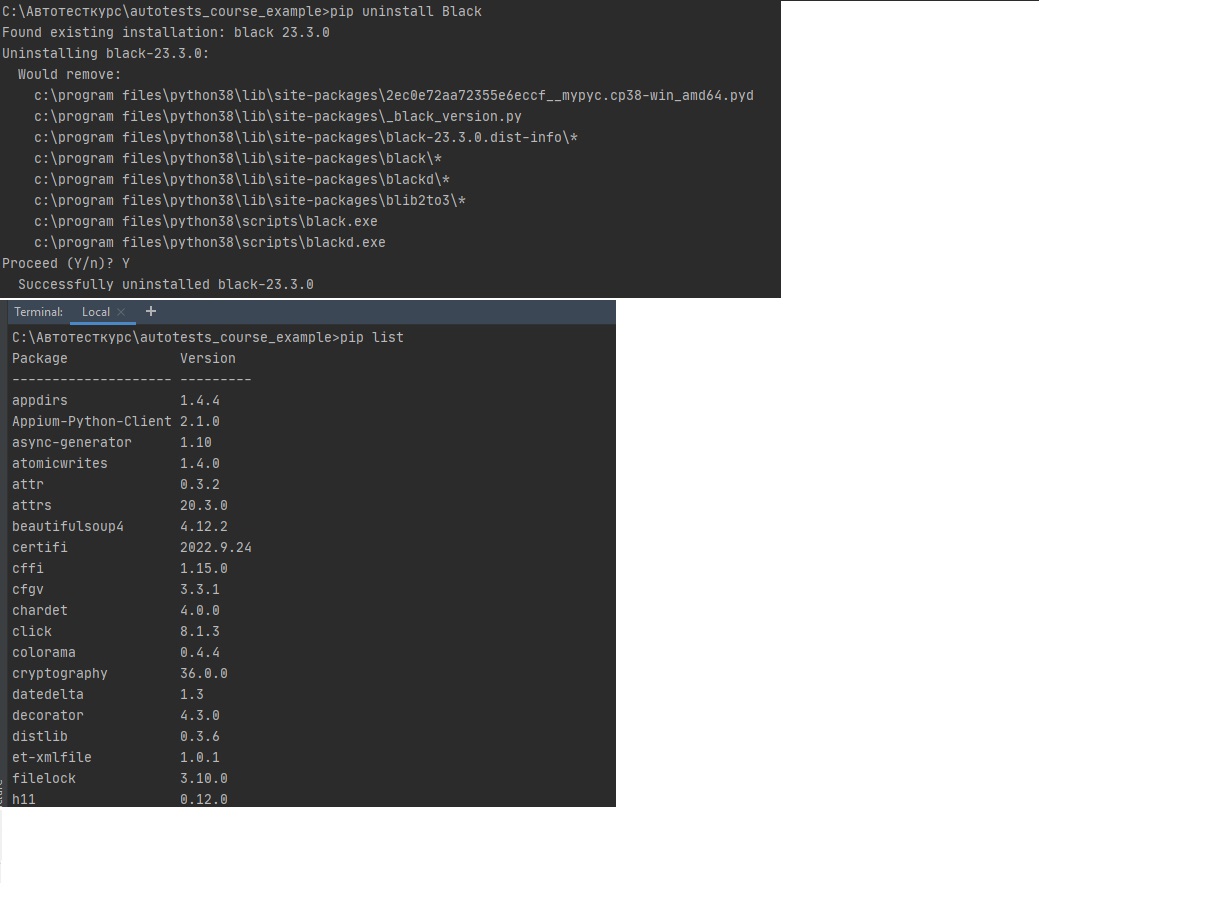 C:\Автотесткурс\autotests_course_example>pip uninstall Black
Found existing installation: black 23.3.0
Uninstalling black-23.3.0:
  Would remove:
    c:\program files\python38\lib\site-packages\2ec0e72aa72355e6eccf__mypyc.cp38-win_amd64.pyd
    c:\program files\python38\lib\site-packages\_black_version.py
    c:\program files\python38\lib\site-packages\black-23.3.0.dist-info\*
    c:\program files\python38\lib\site-packages\black\*
    c:\program files\python38\lib\site-packages\blackd\*
    c:\program files\python38\lib\site-packages\blib2to3\*
    c:\program files\python38\scripts\black.exe
    c:\program files\python38\scripts\blackd.exe
Proceed (Y/n)? Y
  Successfully uninstalled black-23.3.0
Terminal: Local × +
C:\Автотесткурс\autotests_course_example>pip list
Package              Version
-------------------- ---------
appdirs              1.4.4
Appium-Python-Client 2.1.0
async-generator      1.10
atomicwrites         1.4.0
attr                 0.3.2
attrs                20.3.0
beautifulsoup4       4.12.2
certifi              2022.9.24
cffi                 1.15.0
cfgv                 3.3.1
chardet              4.0.0
click                8.1.3
colorama             0.4.4
cryptography         36.0.0
datedelta            1.3
decorator            4.3.0
distlib              0.3.6
et-xmlfile           1.0.1
filelock             3.10.0
h11                  0.12.0